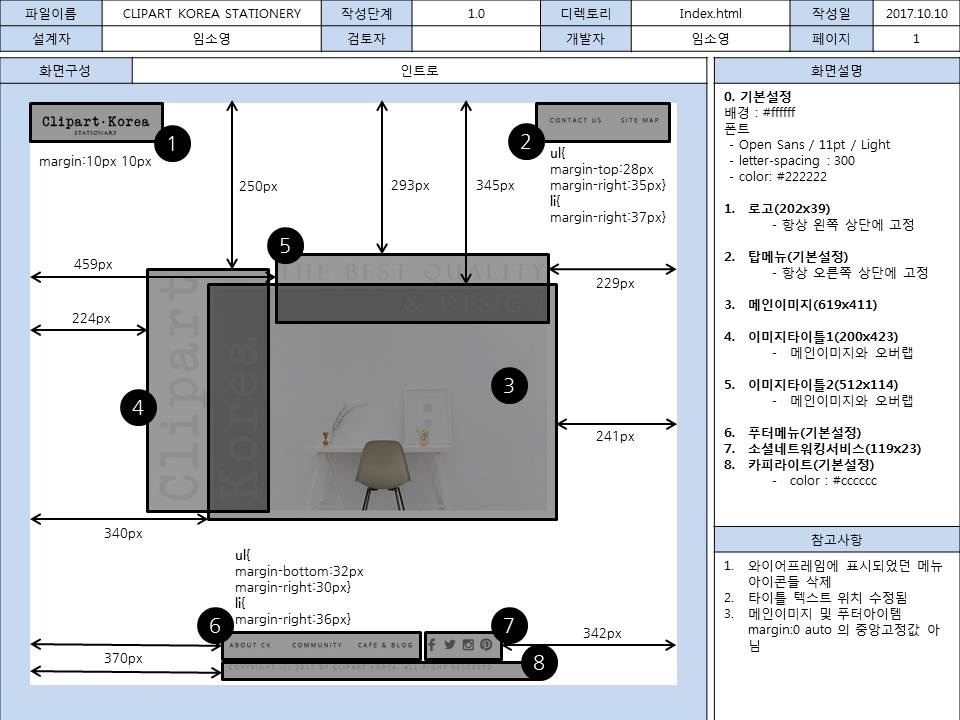 파일이름 CLIPART KOREA STATIONERY 작성단계 1.0 디렉토리 Index.html 작성일 2017.10.10
설계자 임소영 검토자 개발자 임소영 페이지 1
화면구성 인트로 화면설명
Clipart·Korea
STATIONARY
1
margin:10px 10px
250px
293px
345px
CONTACT US SITE MAP
2
ul{
margin-top:28px
margin-right:35px}
li{
margin-right:37px}
459px
224px
5
THE BEST QUALITY
& DESIGN
229px
Clipart
Korea
4
3
241px
340px
ul{
margin-bottom:32px
margin-right:30px}
li{
margin-right:36px}
6
ABOUT CK COMMUNITY CAFE & BLOG
7
342px
370px
COPYRIGHT (C) 2017 BY CLIPART KOREA. ALL RIGHT RESERVED.
8
0. 기본설정
배경 : #ffffff
폰트
- Open Sans / 11pt / Light
- letter-spacing : 300
- color: #222222
1. 로고(202x39)
- 항상 왼쪽 상단에 고정
2. 탑메뉴(기본설정)
- 항상 오른쪽 상단에 고정
3. 메인이미지(619x411)
4. 이미지타이틀1(200x423)
- 메인이미지와 오버랩
5. 이미지타이틀2(512x114)
- 메인이미지와 오버랩
6. 푸터메뉴(기본설정)
7. 소셜네트워킹서비스(119x23)
8. 카피라이트(기본설정)
- color : #cccccc
참고사항
1. 와이어프레임에 표시되었던 메뉴
아이콘들 삭제
2. 타이틀 텍스트 위치 수정됨
3. 메인이미지 및 푸터아이템
margin:0 auto 의 중앙고정값 아
님